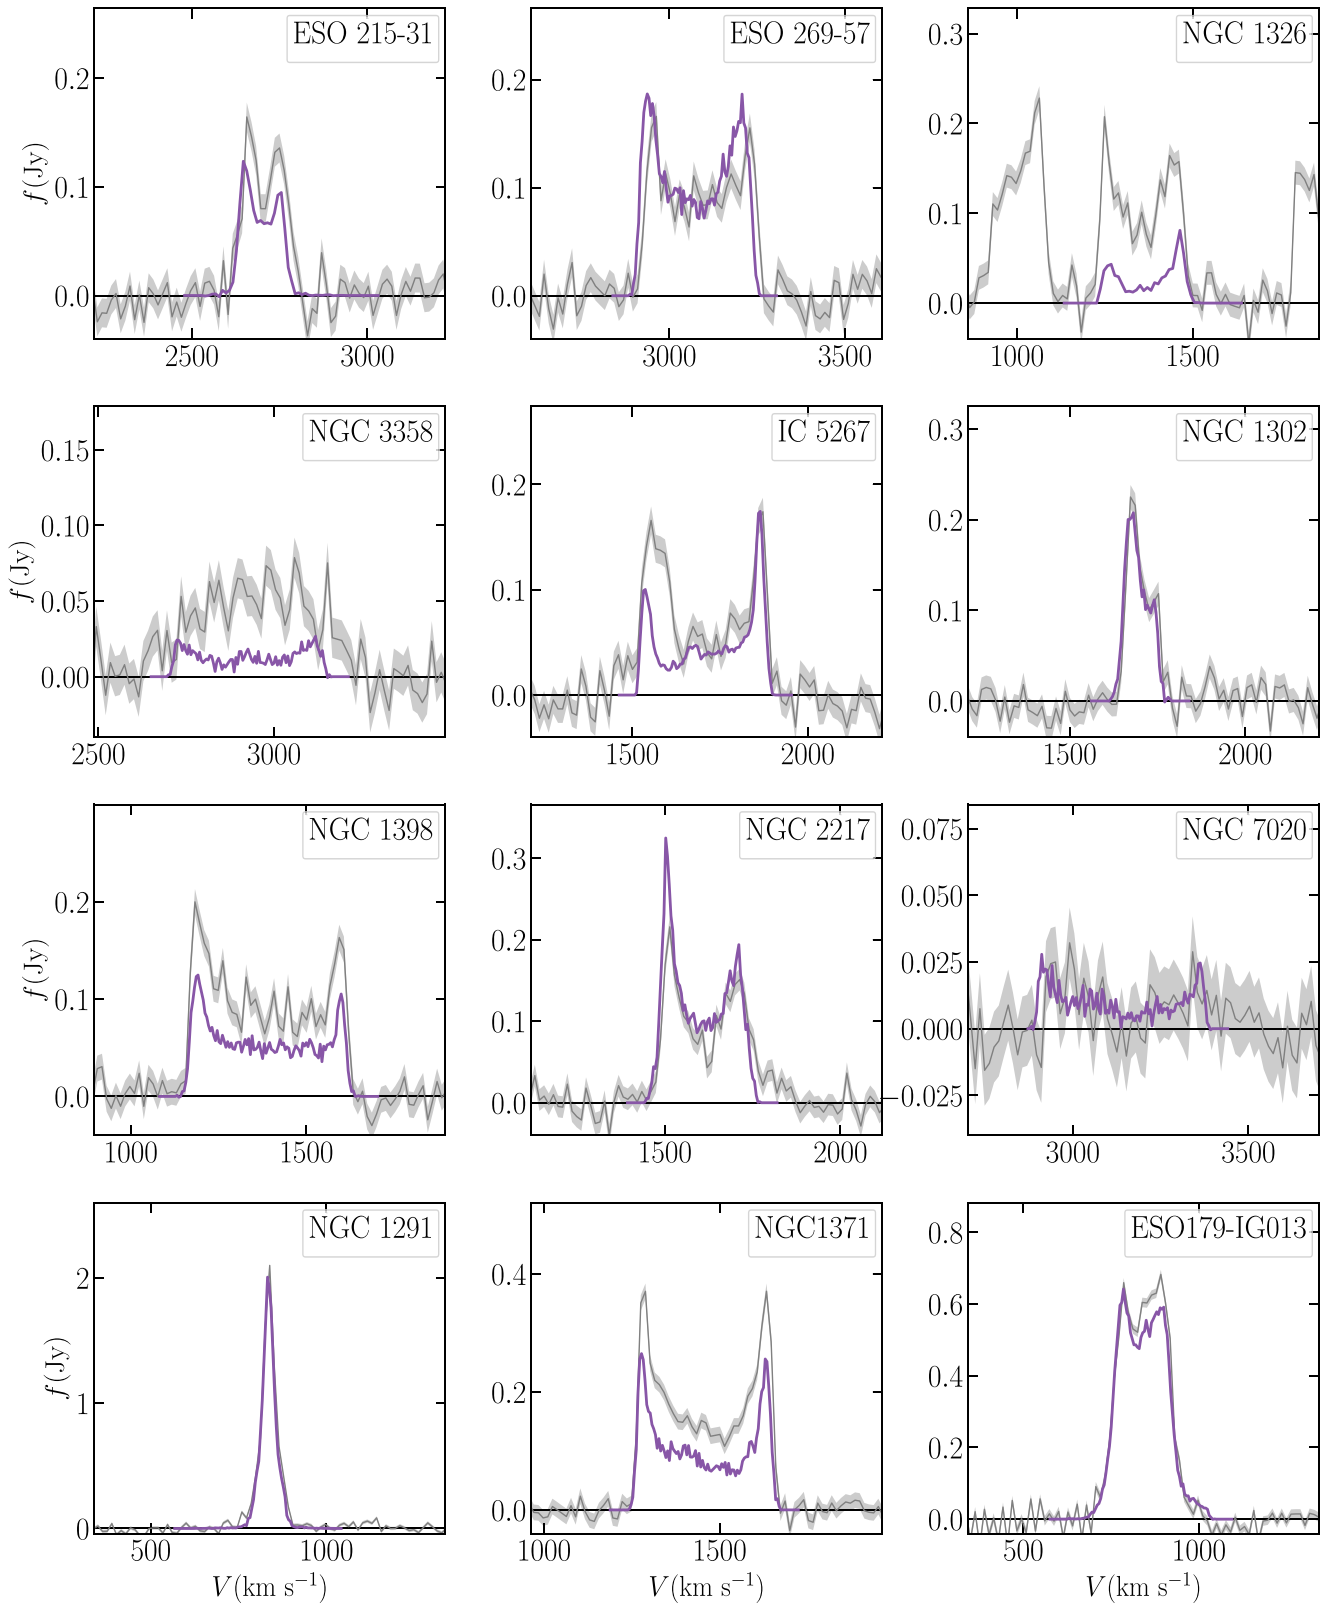 ESO 215-31
ESO 269-57
NGC 1326
f(Jy)
0.2
0.1
0.0
2500 3000
0.2
0.1
0.0
3000 3500
0.3
0.2
0.1
0.0
1000 1500
NGC 3358
IC 5267
NGC 1302
f(Jy)
0.15
0.10
0.05
0.00
2500 3000
0.2
0.1
0.0
1500 2000
0.3
0.2
0.1
0.0
1500 2000
NGC 1398
NGC 2217
NGC 7020
f(Jy)
0.2
0.1
0.0
1000 1500
0.3
0.2
0.1
0.0
1500 2000
0.075
0.050
0.025
0.000
−0.025
3000 3500
NGC 1291
NGC1371
ESO179-IG013
f(Jy)
2
1
0
500 1000
V(km s⁻¹)
0.4
0.2
0.0
1000 1500
V(km s⁻¹)
0.8
0.6
0.4
0.2
0.0
500 1000
V(km s⁻¹)